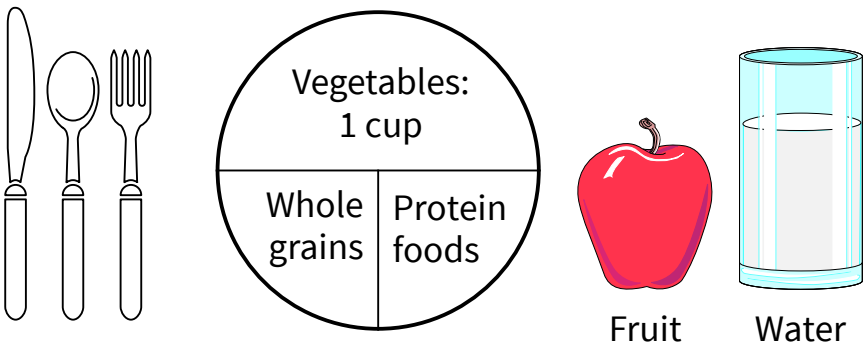 Vegetables:
1 cup
Whole
grains
Protein
foods
Fruit
Water